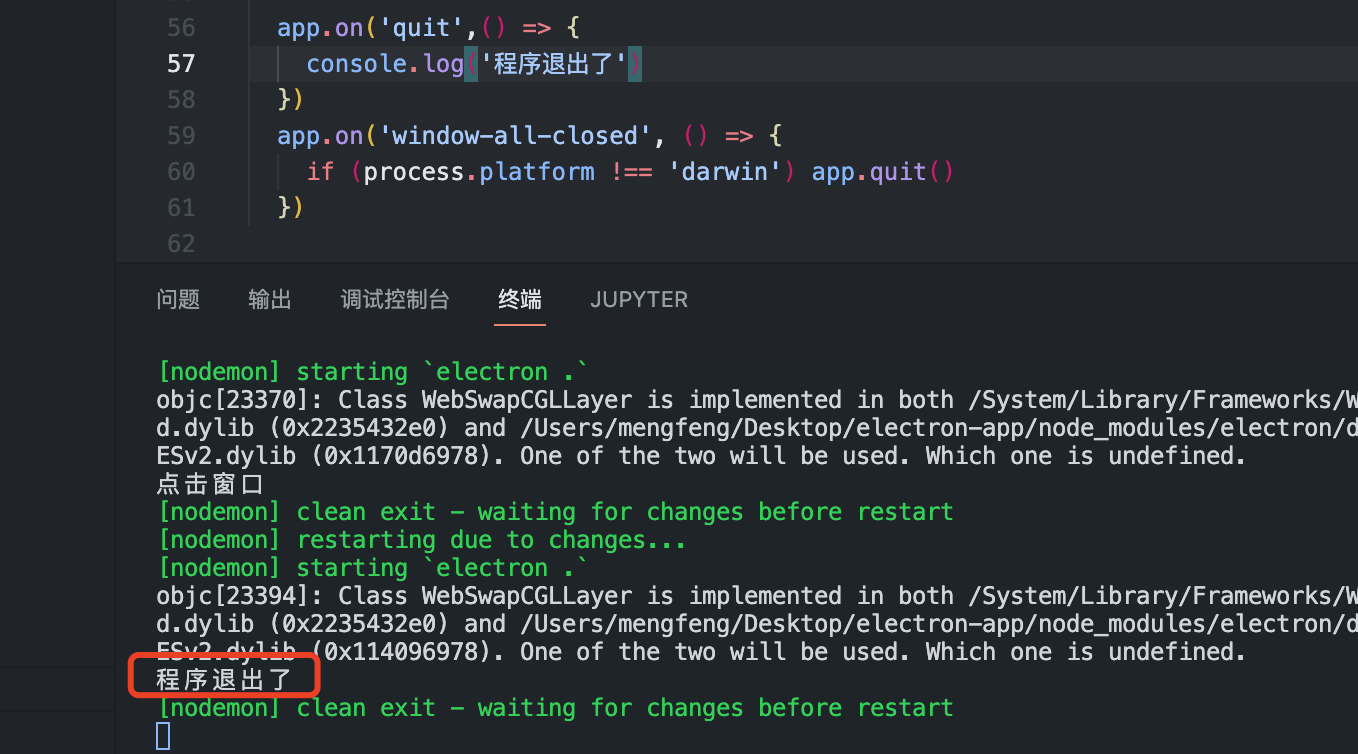 56 app.on('quit',() => {
57 console.log('程序退出了')
58 })
59 app.on('window-all-closed', () => {
60 if (process.platform !== 'darwin') app.quit()
61 })
62
问题 输出 调试控制台 终端 JUPYTER
[nodemon] starting `electron .`
objc[23370]: Class WebSwapCGLLayer is implemented in both /System/Library/Frameworks/W
d.dylib (0x2235432e0) and /Users/mengfeng/Desktop/electron-app/node_modules/electron/d
ESv2.dylib (0x1170d6978). One of the two will be used. Which one is undefined.
点击窗口
[nodemon] clean exit - waiting for changes before restart
[nodemon] restarting due to changes...
[nodemon] starting `electron .`
objc[23394]: Class WebSwapCGLLayer is implemented in both /System/Library/Frameworks/W
d.dylib (0x2235432e0) and /Users/mengfeng/Desktop/electron-app/node_modules/electron/d
ESv2.dylib (0x114096978). One of the two will be used. Which one is undefined.
程序退出了
[nodemon] clean exit - waiting for changes before restart